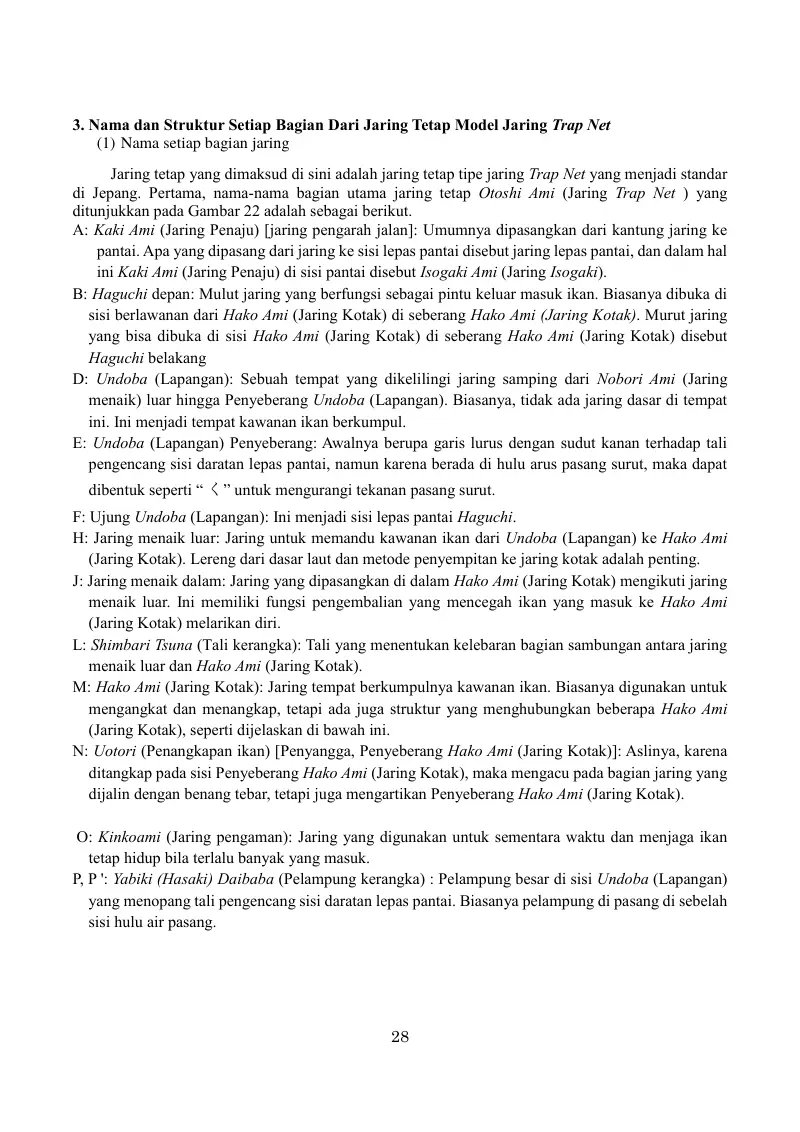 3. Nama dan Struktur Setiap Bagian Dari Jaring Tetap Model Jaring Trap Net
(1) Nama setiap bagian jaring
Jaring tetap yang dimaksud di sini adalah jaring tetap tipe jaring Trap Net yang menjadi standar
di Jepang. Pertama, nama-nama bagian utama jaring tetap Otoshi Ami (Jaring Trap Net ) yang
ditunjukkan pada Gambar 22 adalah sebagai berikut.
A: Kaki Ami (Jaring Penaju) [jaring pengarah jalan]: Umumnya dipasangkan dari kantung jaring ke
pantai. Apa yang dipasang dari jaring ke sisi lepas pantai disebut jaring lepas pantai, dan dalam hal
ini Kaki Ami (Jaring Penaju) di sisi pantai disebut Isogaki Ami (Jaring Isogaki).
B: Haguchi depan: Mulut jaring yang berfungsi sebagai pintu keluar masuk ikan. Biasanya dibuka di
sisi berlawanan dari Hako Ami (Jaring Kotak) di seberang Hako Ami (Jaring Kotak). Murut jaring
yang bisa dibuka di sisi Hako Ami (Jaring Kotak) di seberang Hako Ami (Jaring Kotak) disebut
Haguchi belakang
D: Undoba (Lapangan): Sebuah tempat yang dikelilingi jaring samping dari Nobori Ami (Jaring
menaik) luar hingga Penyeberang Undoba (Lapangan). Biasanya, tidak ada jaring dasar di tempat
ini. Ini menjadi tempat kawanan ikan berkumpul.
E: Undoba (Lapangan) Penyeberang: Awalnya berupa garis lurus dengan sudut kanan terhadap tali
pengencang sisi daratan lepas pantai, namun karena berada di hulu arus pasang surut, maka dapat
dibentuk seperti “ く ” untuk mengurangi tekanan pasang surut.
F: Ujung Undoba (Lapangan): Ini menjadi sisi lepas pantai Haguchi.
H: Jaring menaik luar: Jaring untuk memandu kawanan ikan dari Undoba (Lapangan) ke Hako Ami
(Jaring Kotak). Lereng dari dasar laut dan metode penyempitan ke jaring kotak adalah penting.
J: Jaring menaik dalam: Jaring yang dipasangkan di dalam Hako Ami (Jaring Kotak) mengikuti jaring
menaik luar. Ini memiliki fungsi pengembalian yang mencegah ikan yang masuk ke Hako Ami
(Jaring Kotak) melarikan diri.
L: Shimbari Tsuna (Tali kerangka): Tali yang menentukan kelebaran bagian sambungan antara jaring
menaik luar dan Hako Ami (Jaring Kotak).
M: Hako Ami (Jaring Kotak): Jaring tempat berkumpulnya kawanan ikan. Biasanya digunakan untuk
mengangkat dan menangkap, tetapi ada juga struktur yang menghubungkan beberapa Hako Ami
(Jaring Kotak), seperti dijelaskan di bawah ini.
N: Uotori (Penangkapan ikan) [Penyangga, Penyeberang Hako Ami (Jaring Kotak)]: Aslinya, karena
ditangkap pada sisi Penyeberang Hako Ami (Jaring Kotak), maka mengacu pada bagian jaring yang
dijalin dengan benang tebar, tetapi juga mengartikan Penyeberang Hako Ami (Jaring Kotak).
O: Kinkoami (Jaring pengaman): Jaring yang digunakan untuk sementara waktu dan menjaga ikan
tetap hidup bila terlalu banyak yang masuk.
P, P ': Yabiki (Hasaki) Daibaba (Pelampung kerangka) : Pelampung besar di sisi Undoba (Lapangan)
yang menopang tali pengencang sisi daratan lepas pantai. Biasanya pelampung di pasang di sebelah
sisi hulu air pasang.
28